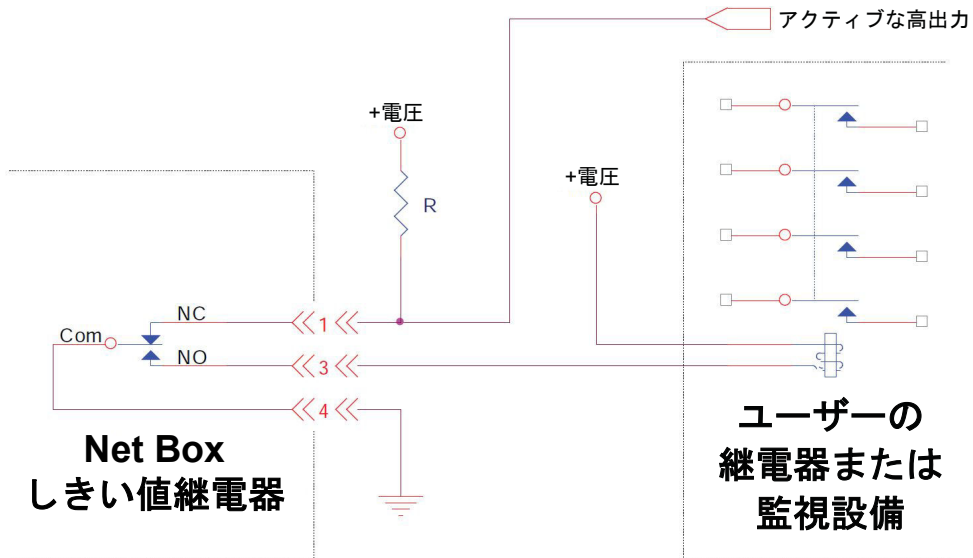 アクティブな高出力
+電圧
R
+電圧
NC
1
Com
NO
3
4
Net Box
しきい値継電器
ユーザーの
継電器または
監視設備